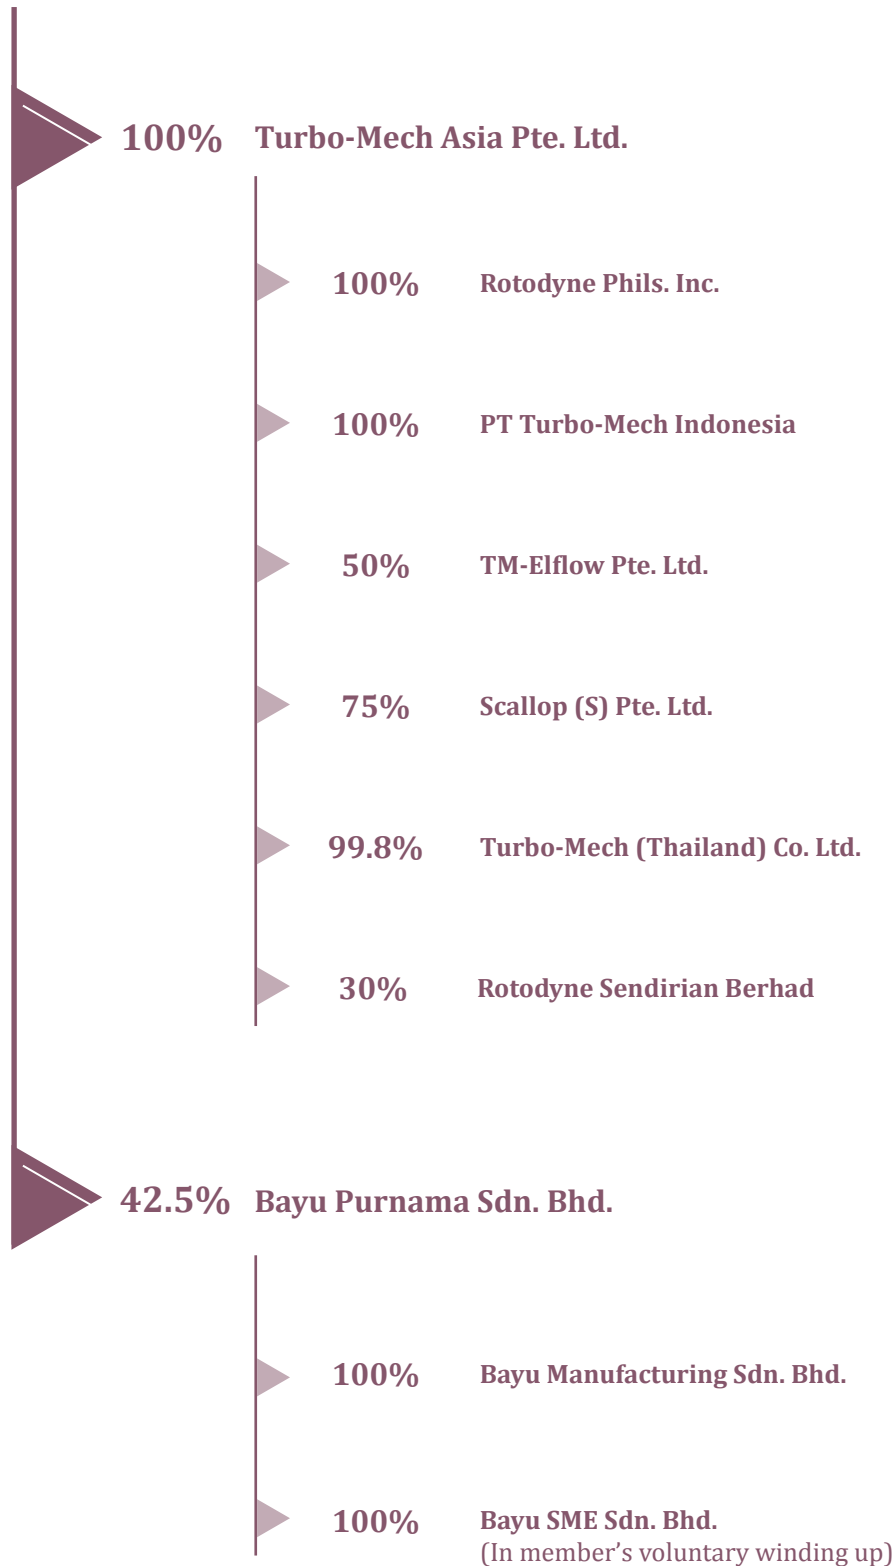 100% Turbo-Mech Asia Pte. Ltd.
100% Rotodyne Phils. Inc.
100% PT Turbo-Mech Indonesia
50% TM-Elflow Pte. Ltd.
75% Scallop (S) Pte. Ltd.
99.8% Turbo-Mech (Thailand) Co. Ltd.
30% Rotodyne Sendirian Berhad
42.5% Bayu Purnama Sdn. Bhd.
100% Bayu Manufacturing Sdn. Bhd.
100% Bayu SME Sdn. Bhd.
(In member’s voluntary winding up)